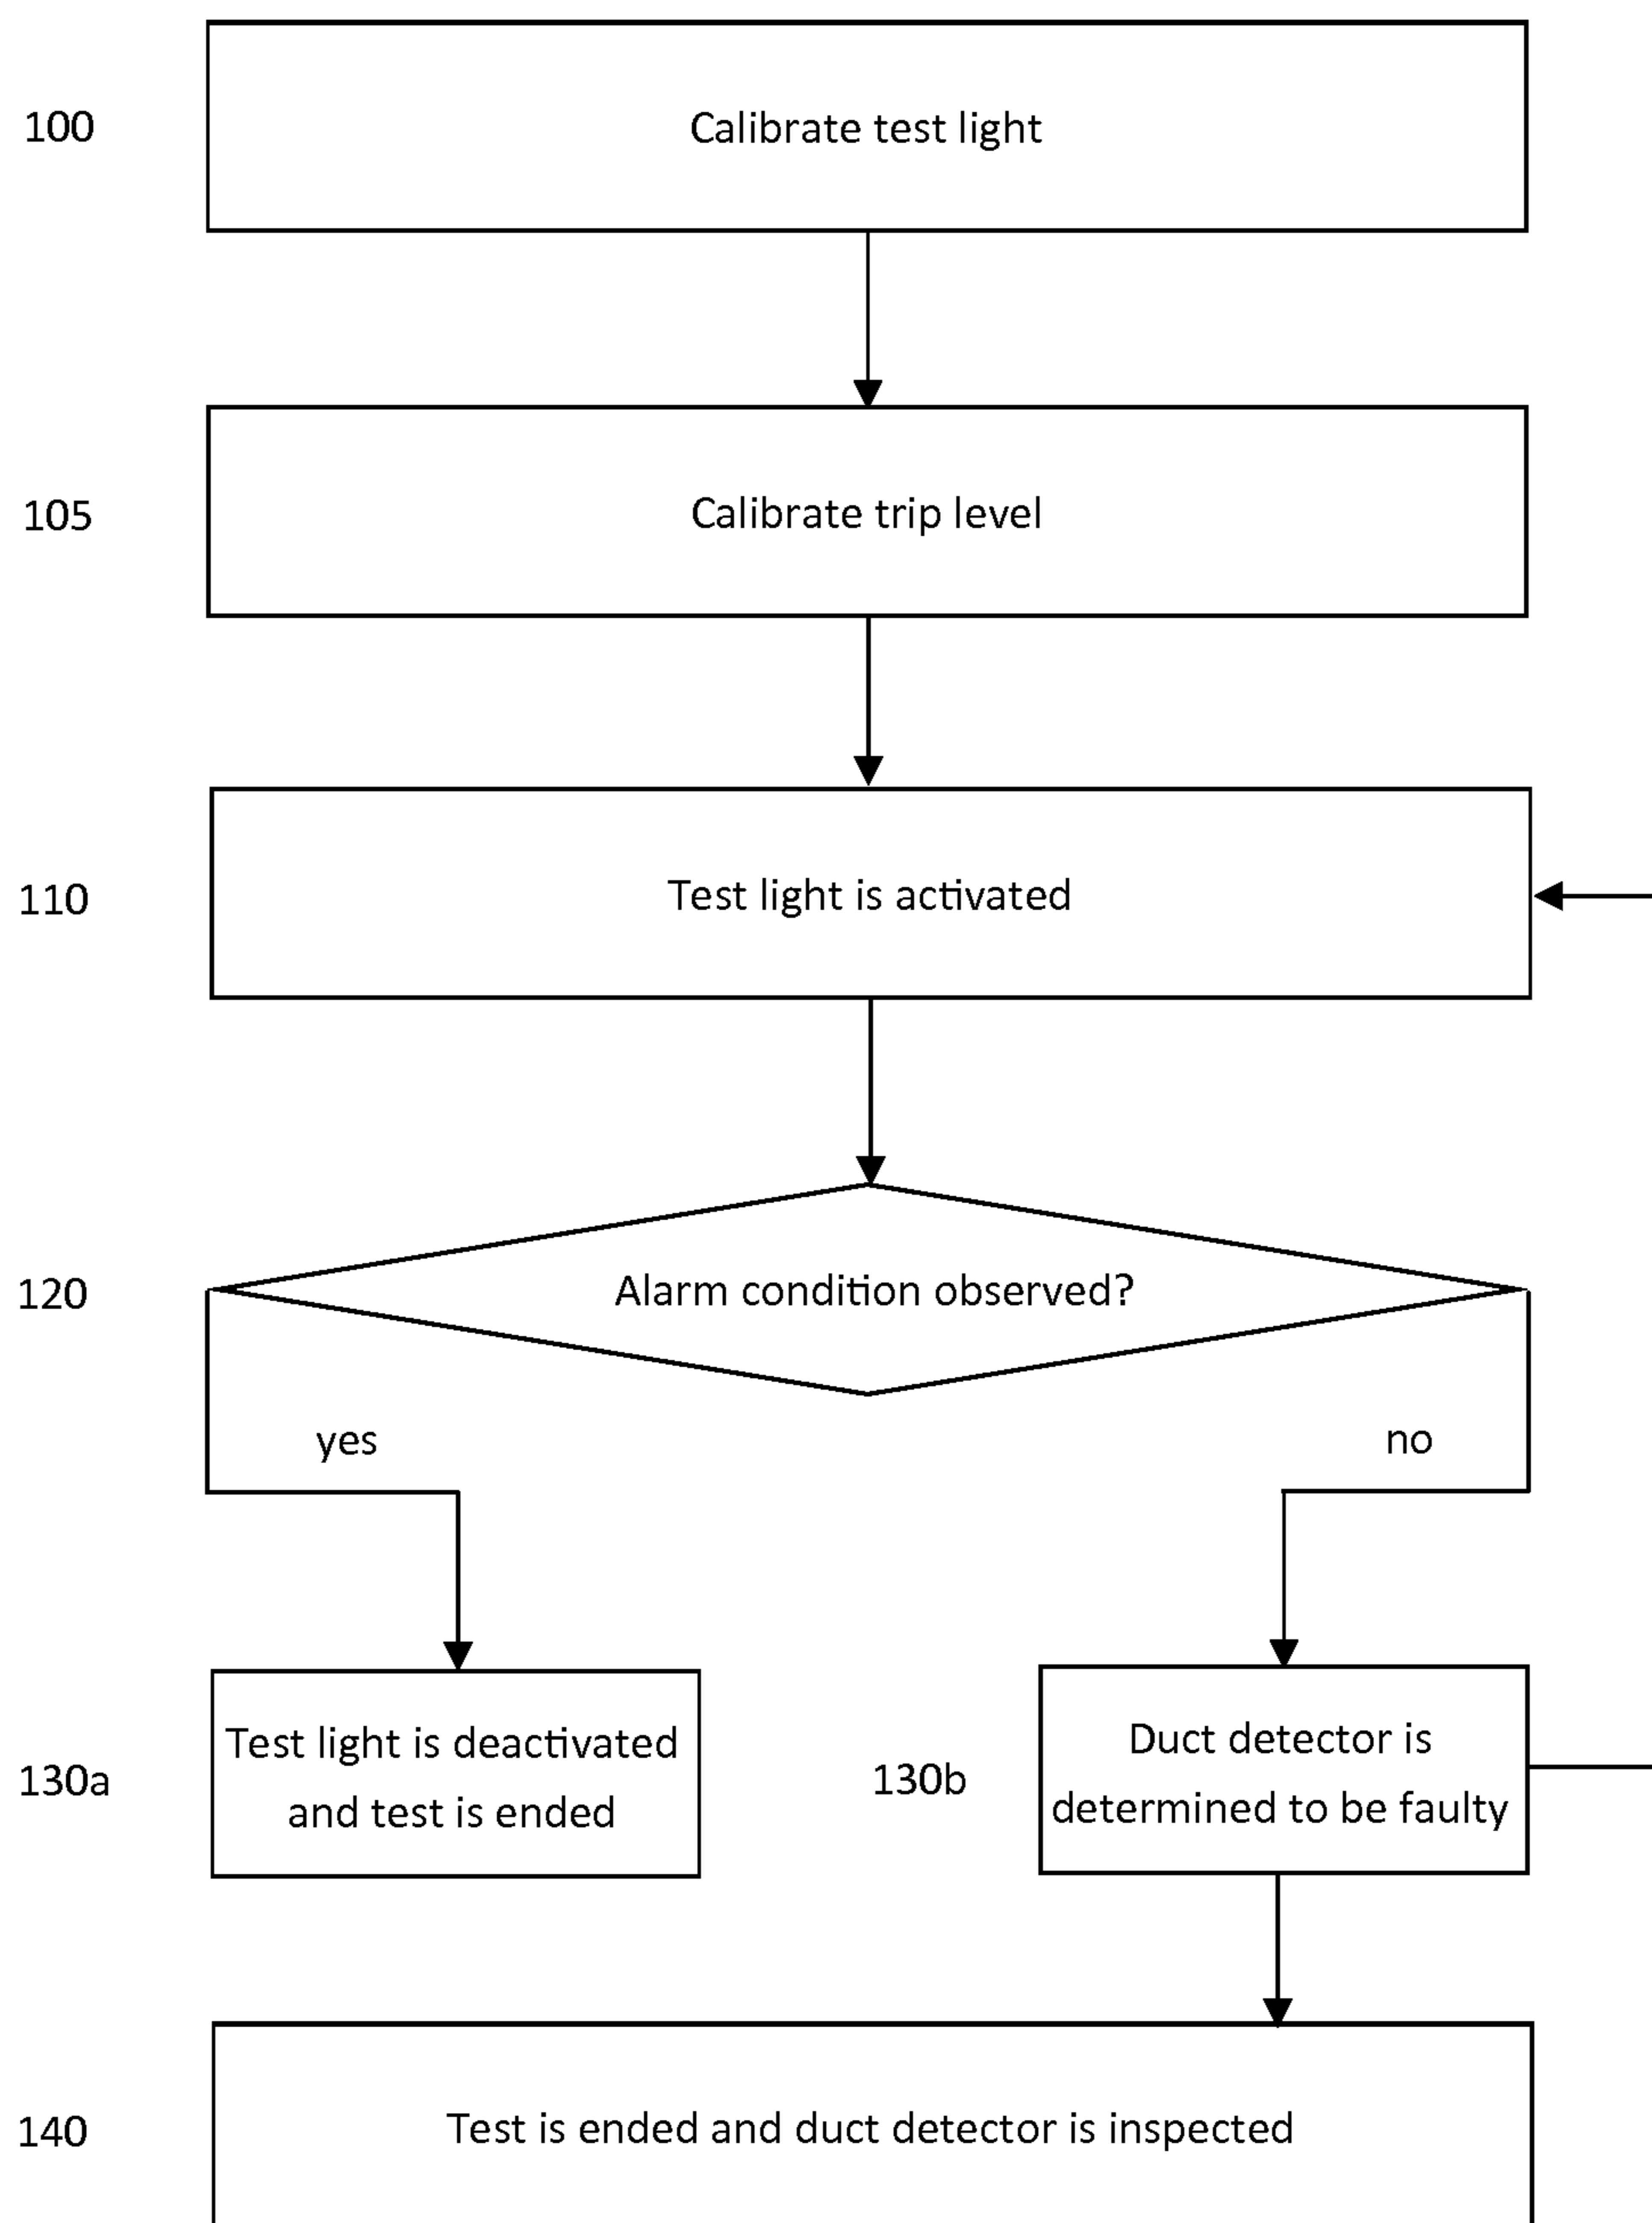 100
Calibrate test light
105
Calibrate trip level
110
Test light is activated
120
Alarm condition observed?
yes
no
130a
Test light is deactivated
and test is ended
130b
Duct detector is
determined to be faulty
140
Test is ended and duct detector is inspected